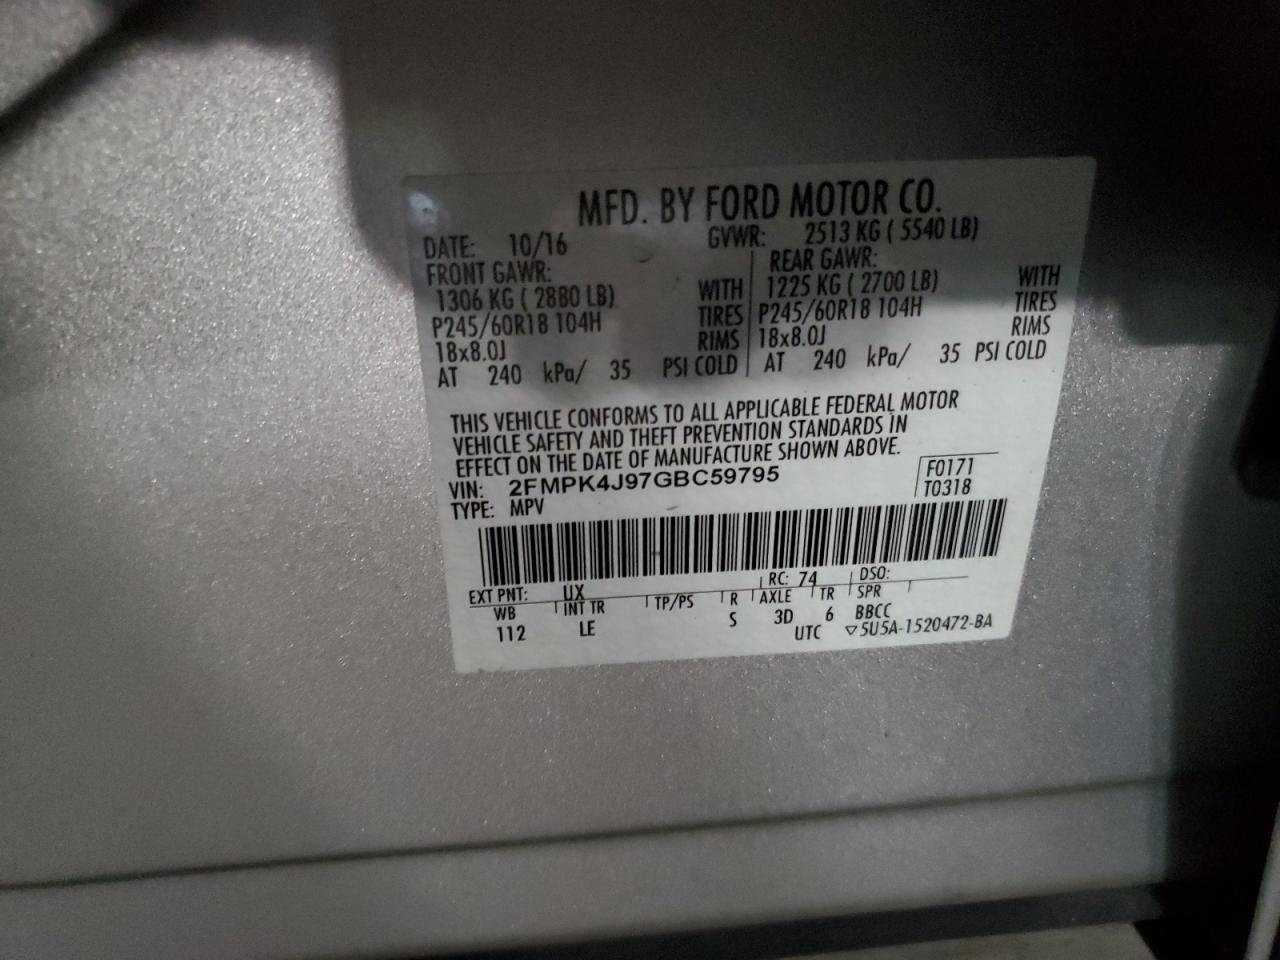 MFD. BY FORD MOTOR CO.
DATE: 10/16 GVWR: 2513 KG ( 5540 LB)
FRONT GAWR: REAR GAWR:
1306 KG ( 2880 LB) WITH 1225 KG ( 2700 LB) WITH
P245/60R18 104H TIRES P245/60R18 104H TIRES
18x8.0J RIMS 18x8.0J RIMS
AT 240 kPa/ 35 PSI COLD AT 240 kPa/ 35 PSI COLD
THIS VEHICLE CONFORMS TO ALL APPLICABLE FEDERAL MOTOR
VEHICLE SAFETY AND THEFT PREVENTION STANDARDS IN
EFFECT ON THE DATE OF MANUFACTURE SHOWN ABOVE.
VIN: 2FMPK4J97GBC59795 F0171
TYPE: MPV T0318
EXT PNT: UX RC: 74 DSO:
WB INT TR TP/PS R AXLE TR SPR
112 LE S 3D 6 BBCC
UTC ▽5U5A-1520472-BA